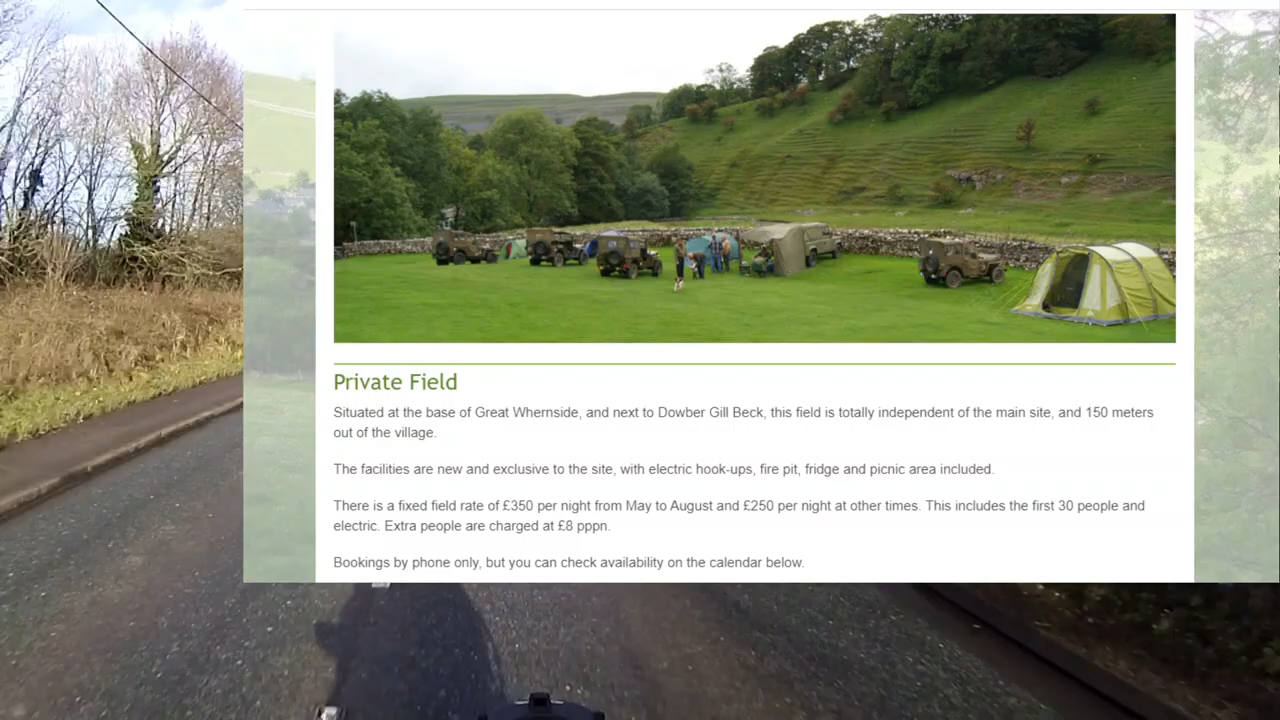 Private Field
Situated at the base of Great Whernside, and next to Dowber Gill Beck, this field is totally independent of the main site, and 150 meters
out of the village.
The facilities are new and exclusive to the site, with electric hook-ups, fire pit, fridge and picnic area included.
There is a fixed field rate of £350 per night from May to August and £250 per night at other times. This includes the first 30 people and
electric. Extra people are charged at £8 pppn.
Bookings by phone only, but you can check availability on the calendar below.